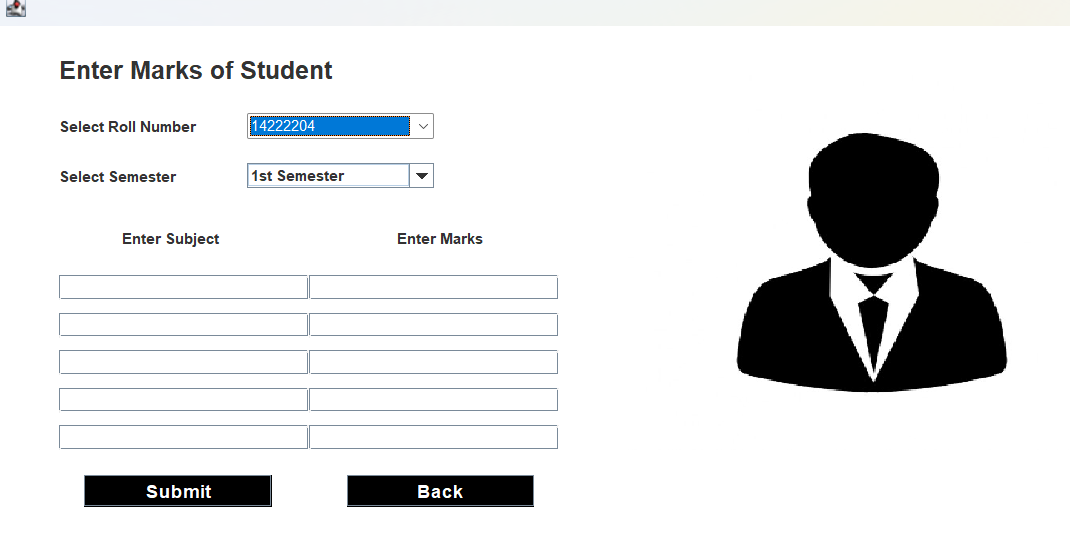 Enter Marks of Student
Select Roll Number 14222204
Select Semester 1st Semester
Enter Subject Enter Marks
Submit Back